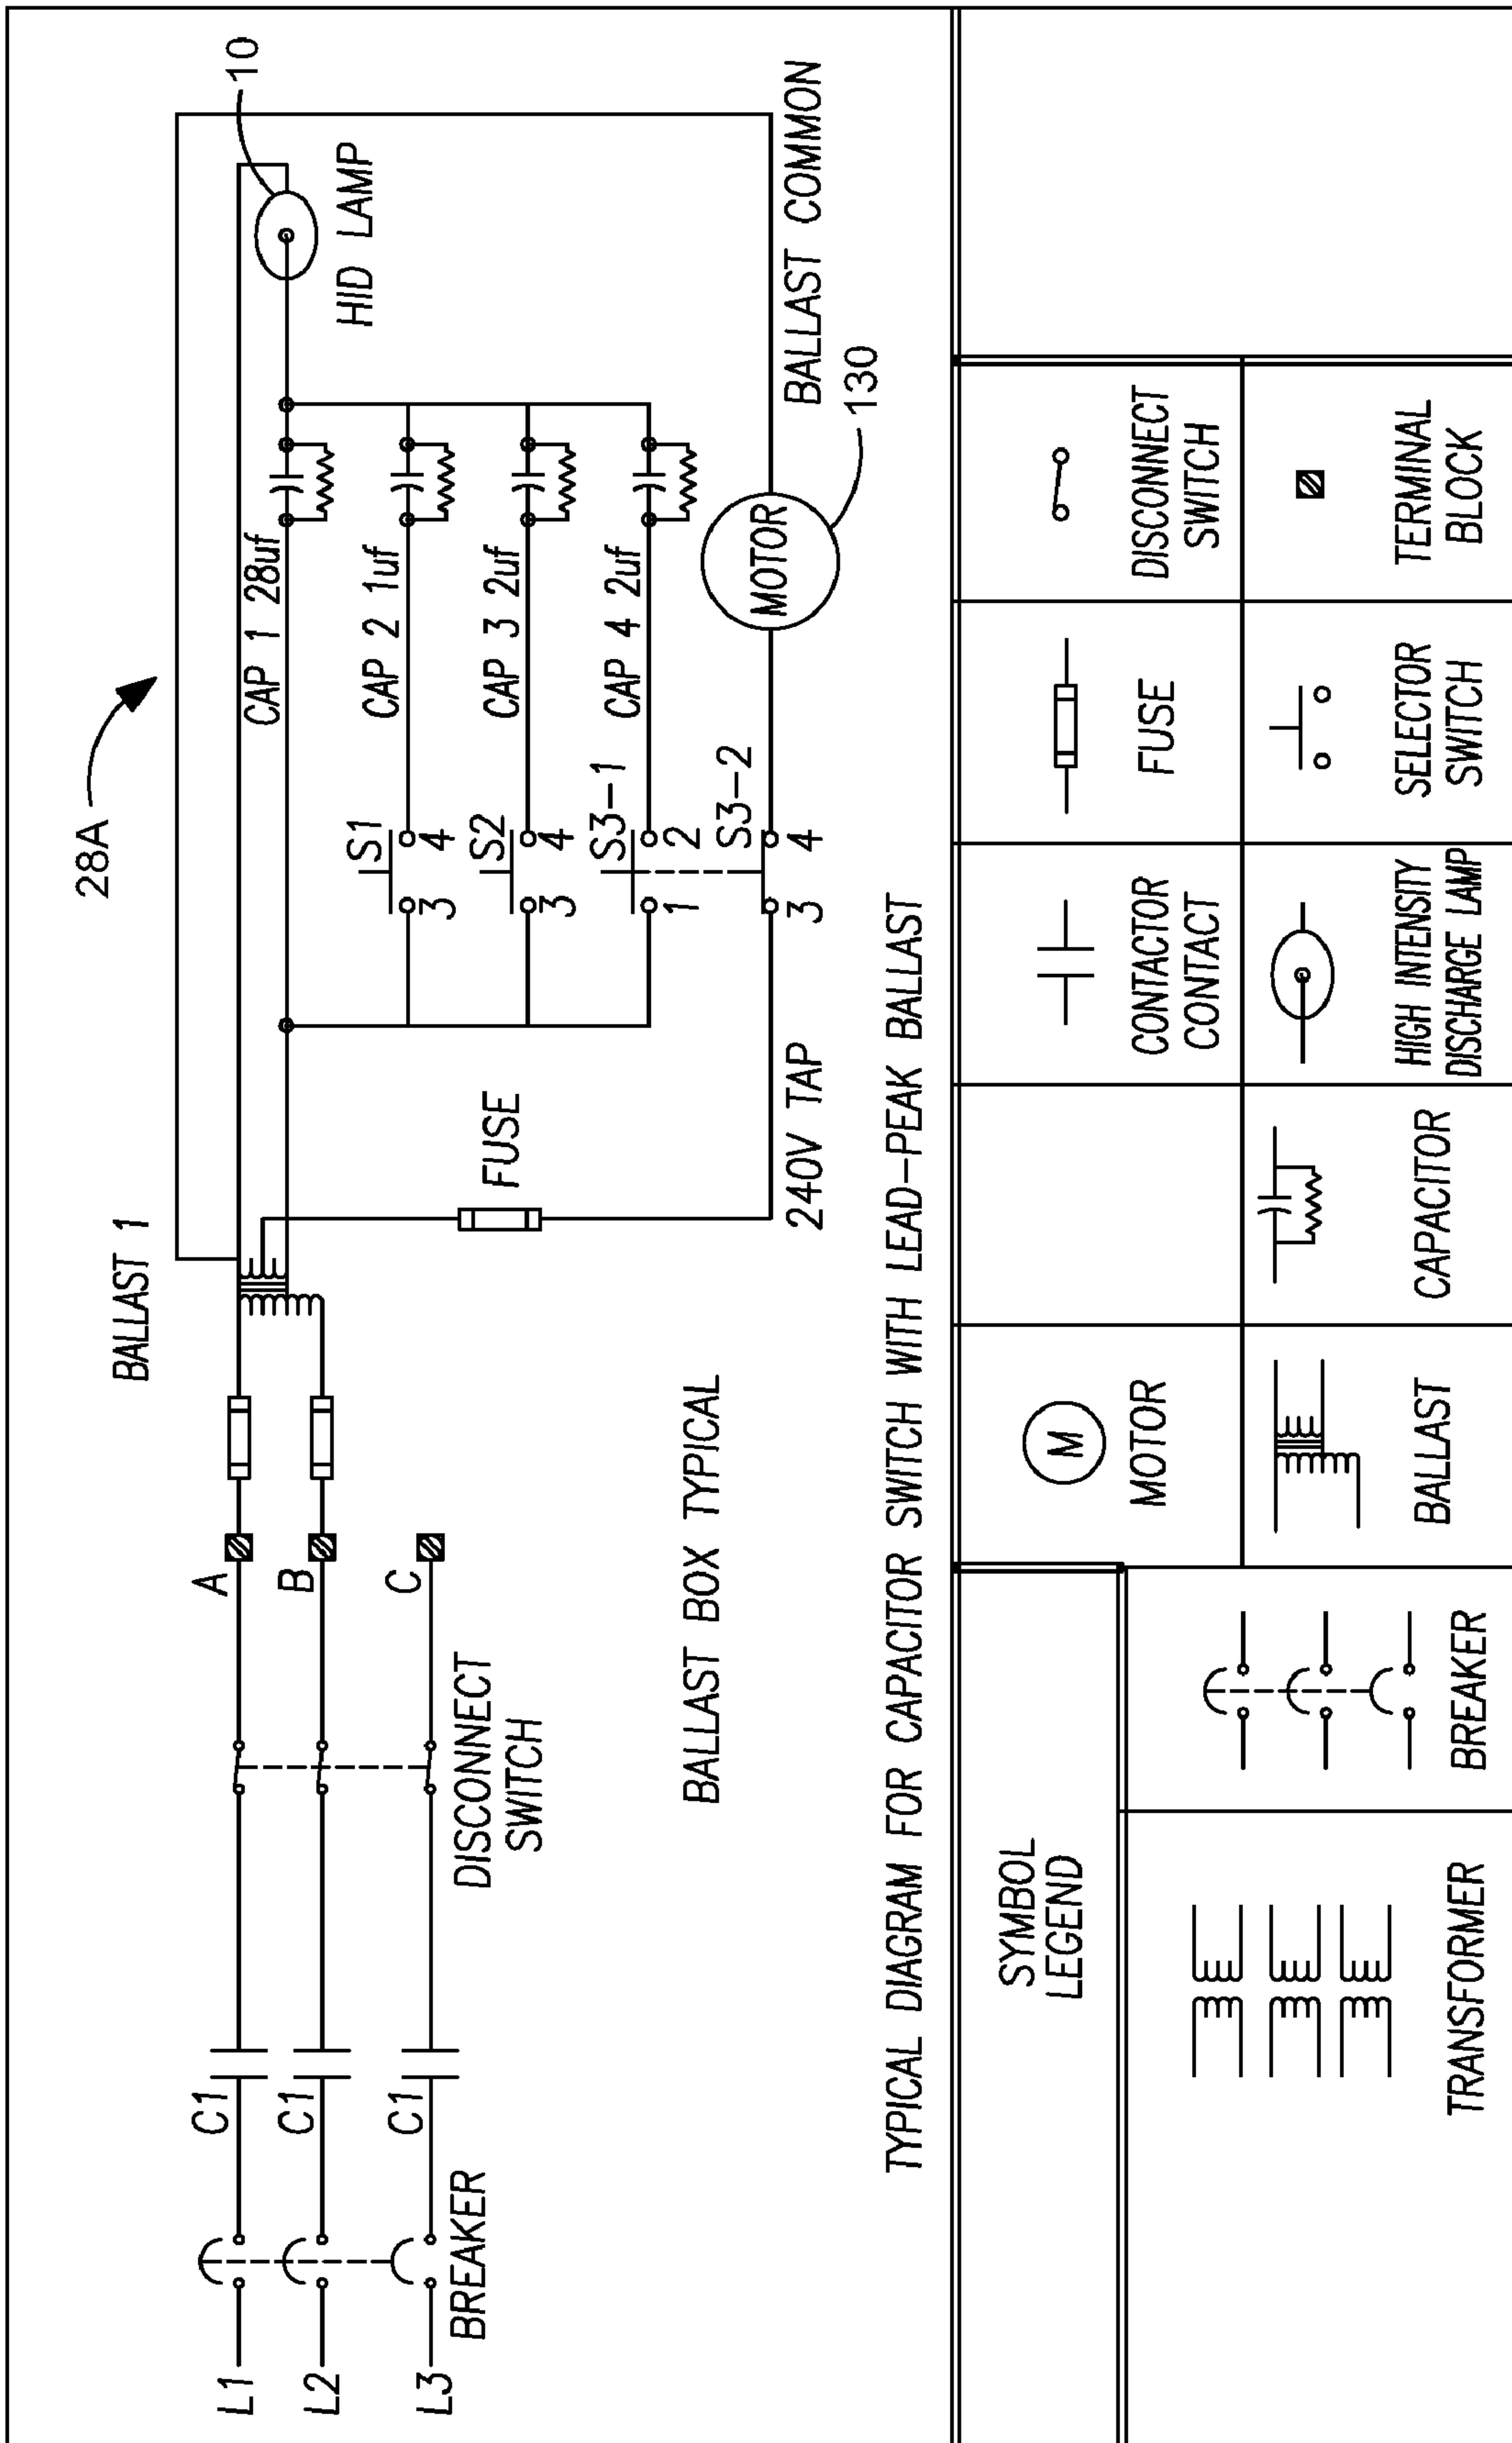 28A
10
BALLAST 1
L1
L2
L3
C1
C1
C1
BREAKER
DISCONNECT
SWITCH
A
B
C
FUSE
CAP 1 28uf
CAP 2 1uf
CAP 3 2uf
CAP 4 2uf
S1
3 4
S2
3 4
S3-1
1 2
S3-2
3 4
HID LAMP
MOTOR
130
240V TAP
BALLAST COMMON
BALLAST BOX TYPICAL
TYPICAL DIAGRAM FOR CAPACITOR SWITCH WITH LEAD-PEAK BALLAST
SYMBOL
LEGEND
M
MOTOR
CONTACTOR
CONTACT
FUSE
DISCONNECT
SWITCH
TRANSFORMER
BREAKER
BALLAST
CAPACITOR
HIGH INTENSITY
DISCHARGE LAMP
SELECTOR
SWITCH
TERMINAL
BLOCK